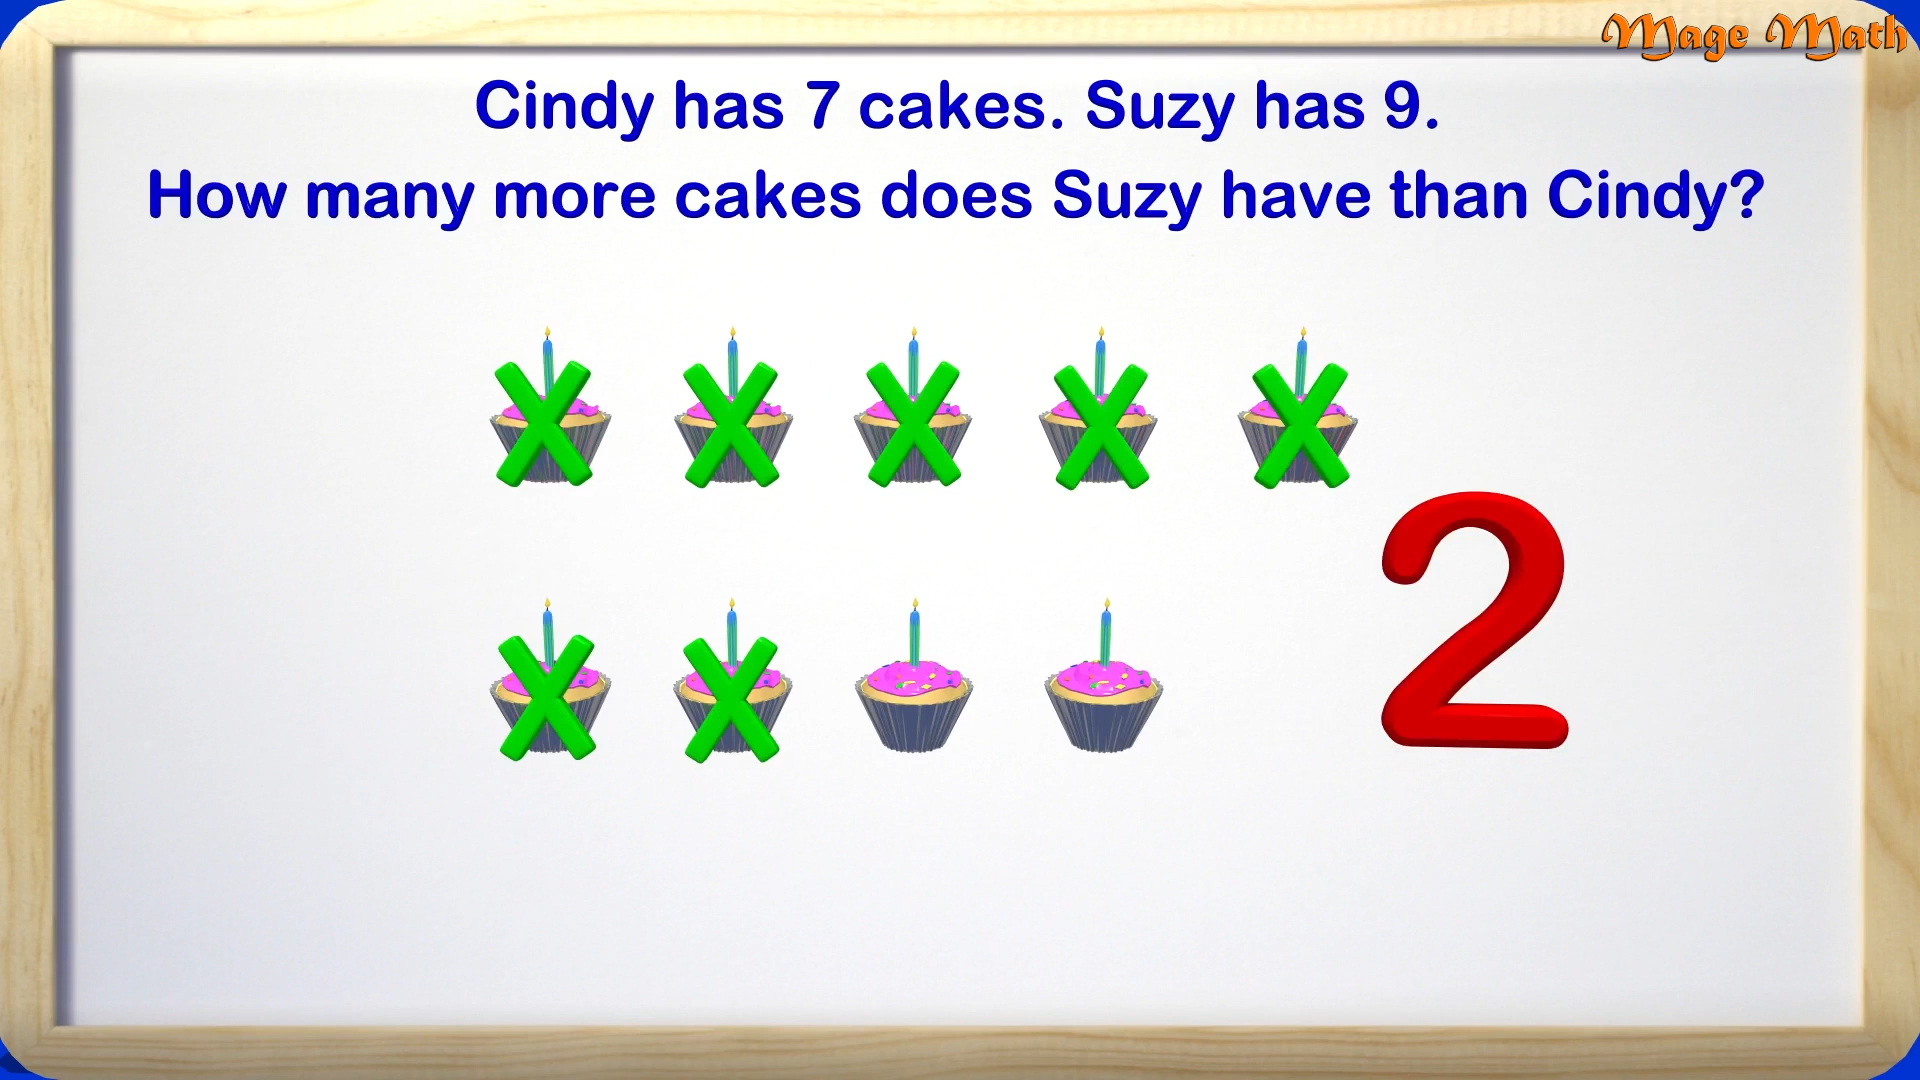 Mage Math
Cindy has 7 cakes. Suzy has 9.
How many more cakes does Suzy have than Cindy?
X X X X X
2
X X